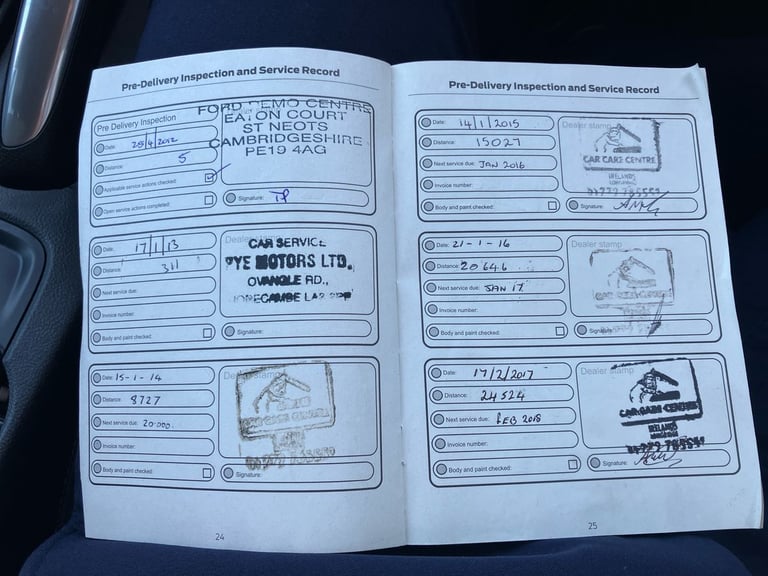 Pre-Delivery Inspection and Service Record
Pre Delivery Inspection
Date:
Distance: 5
Applicable service actions checked:
Open service actions completed:
FORD DEMO CENTRE
EATON COURT
ST NEOTS
CAMBRIDGESHIRE
PE19 4AG
Signature:
Date: 17/1/13
Distance: 311
Next service due:
Invoice number:
Body and paint checked:
Dealer stamp
CAR SERVICE
PYE MOTORS LTD.,
OVANGLE RD.,
MORECAMBE
Signature:
Date: 15-1-14
Distance: 8727
Next service due: 20000
Invoice number:
Body and paint checked:
Dealer stamp
Signature:
24
Pre-Delivery Inspection and Service Record
Date: 14/1/2015
Distance: 15027
Next service due: JAN 2016
Invoice number:
Body and paint checked:
Dealer stamp
CAR CARE CENTRE
Signature:
Date: 21-1-16
Distance: 20646
Next service due: JAN 17
Invoice number:
Body and paint checked:
Dealer stamp
CAR CARE CENTRE
Signature:
Date: 17/2/2017
Distance: 24524
Next service due: FEB 2018
Invoice number:
Body and paint checked:
Dealer stamp
CAR CARE CENTRE
Signature:
25